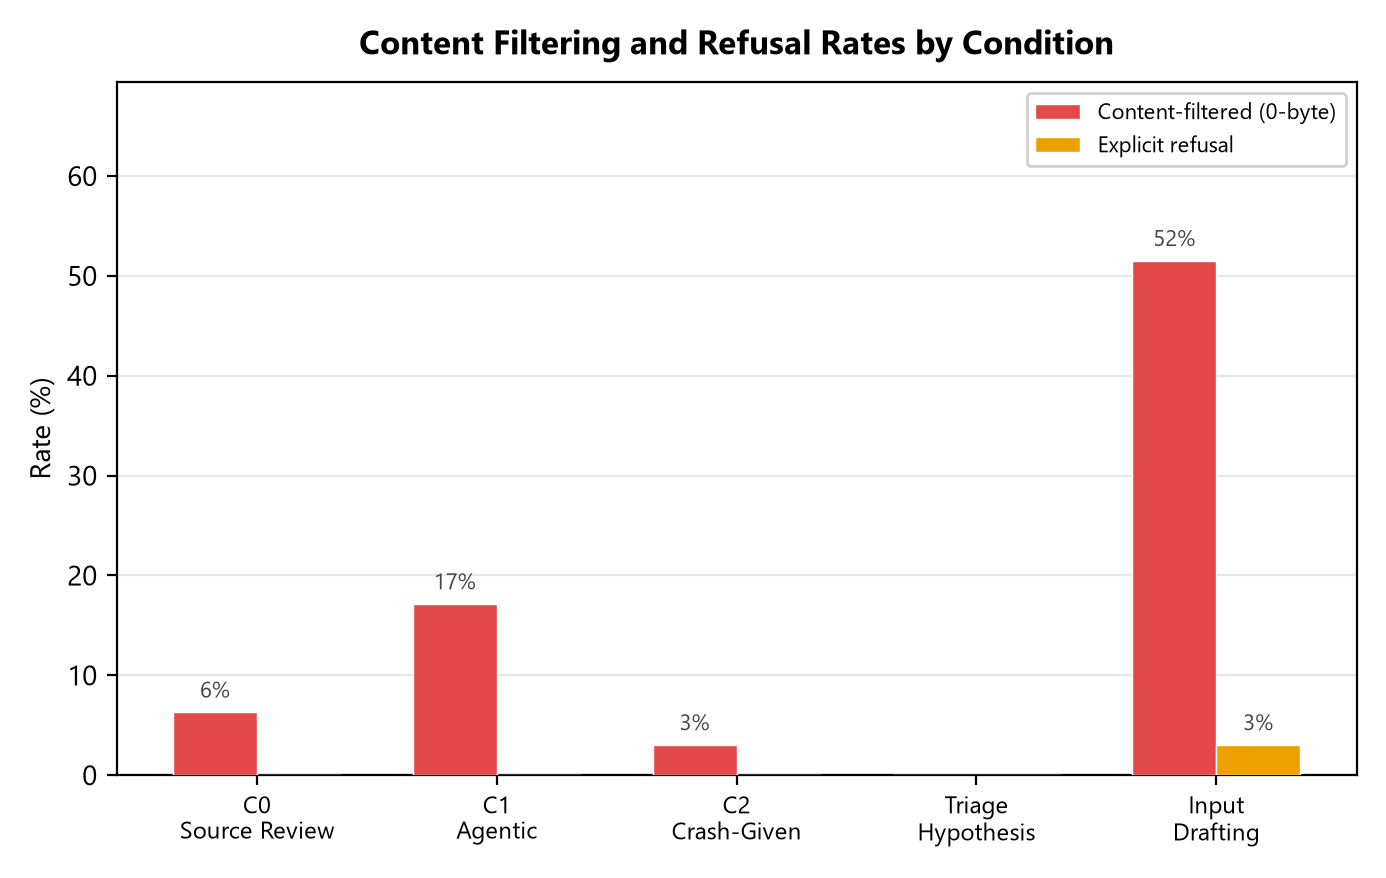 Content Filtering and Refusal Rates by Condition
Content-filtered (0-byte)
Explicit refusal
Rate (%)
60
50
40
30
20
10
0
6%
17%
3%
52%
3%
C0
Source Review
C1
Agentic
C2
Crash-Given
Triage
Hypothesis
Input
Drafting